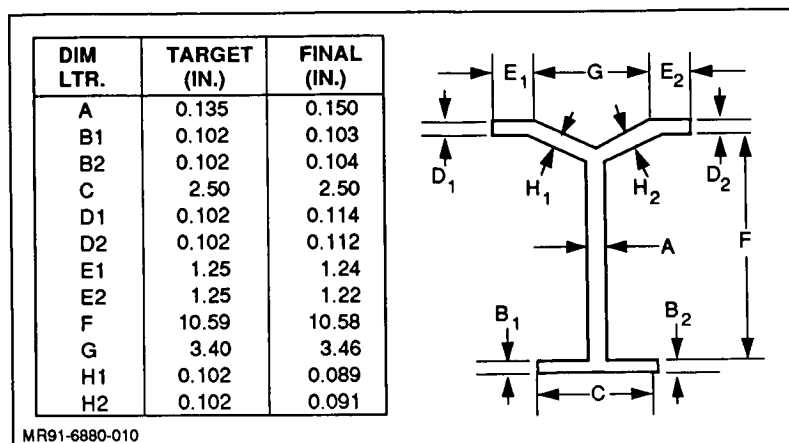 DIM LTR. TARGET (IN.) FINAL (IN.)
A 0.135 0.150
B1 0.102 0.103
B2 0.102 0.104
C 2.50 2.50
D1 0.102 0.114
D2 0.102 0.112
E1 1.25 1.24
E2 1.25 1.22
F 10.59 10.58
G 3.40 3.46
H1 0.102 0.089
H2 0.102 0.091
E1 G E2
D1 H1 H2 D2
A F
B1 B2
C
MR91-6880-010